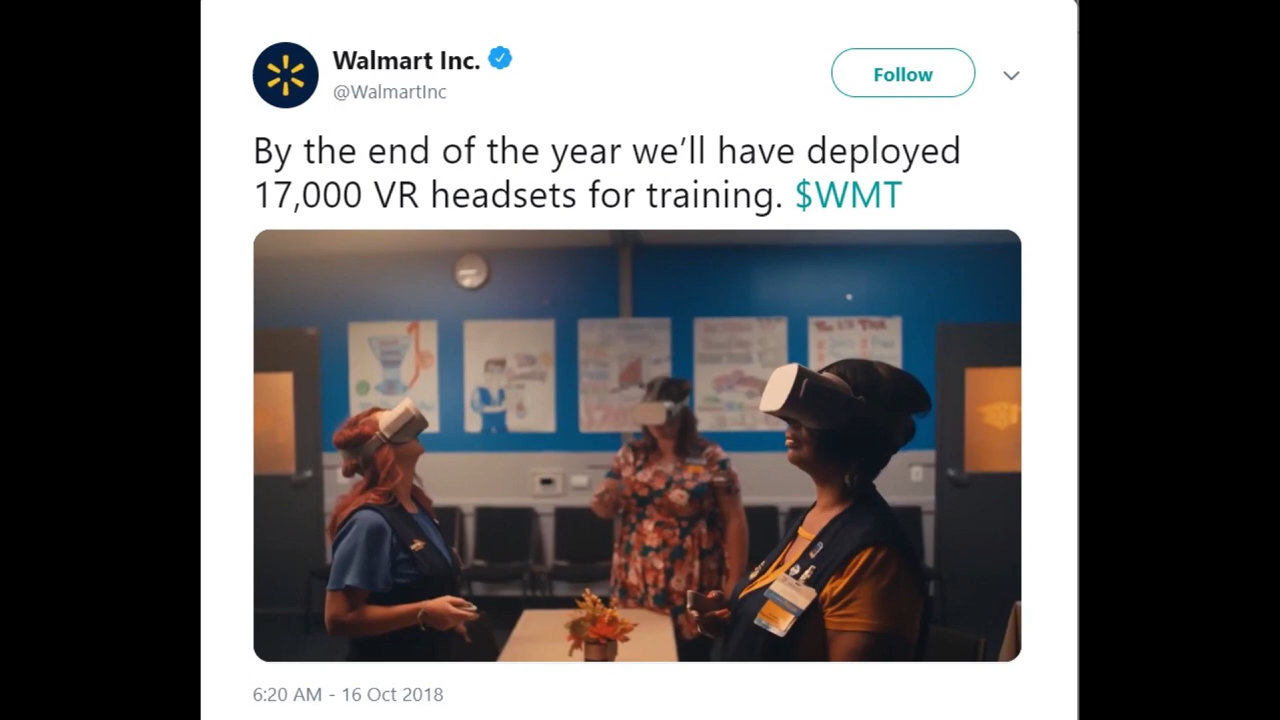 Walmart Inc.
@WalmartInc
Follow
By the end of the year we'll have deployed
17,000 VR headsets for training. $WMT
6:20 AM - 16 Oct 2018